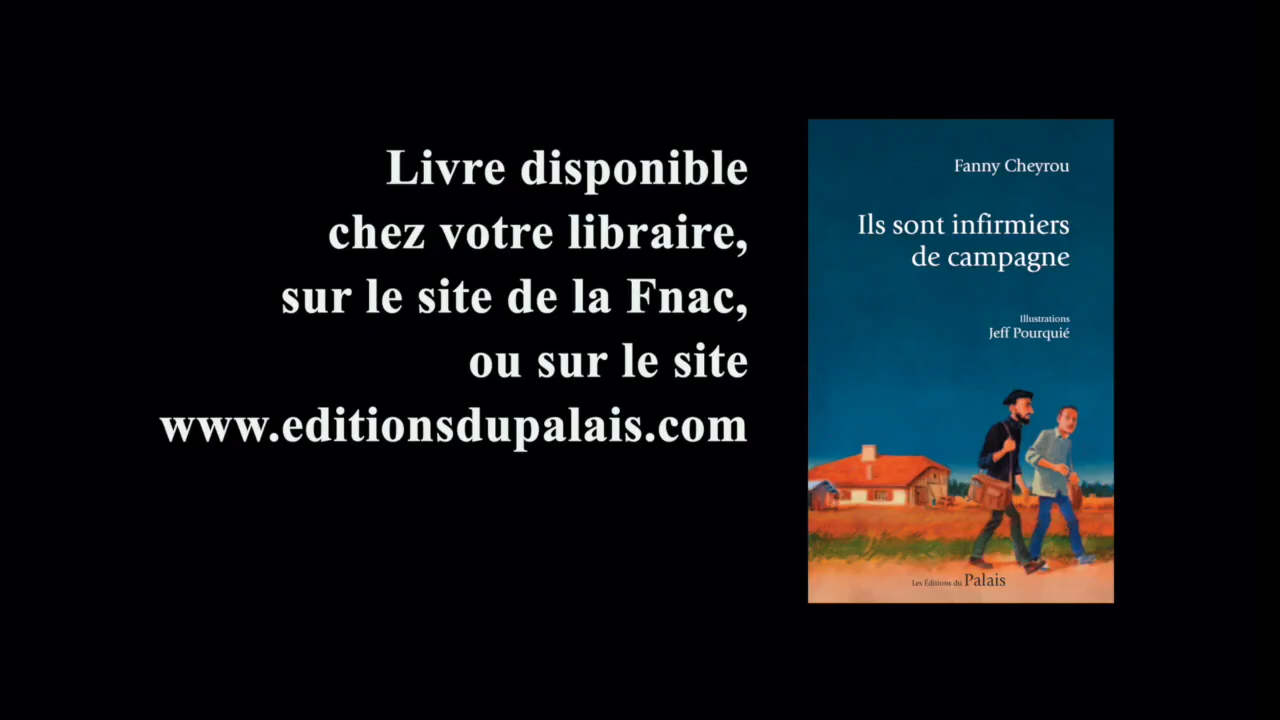 Livre disponible
chez votre libraire,
sur le site de la Fnac,
ou sur le site
www.editionsdupalais.com
Fanny Cheyrou
Ils sont infirmiers
de campagne
Illustrations
Jeff Pourquié
Les Éditions du Palais